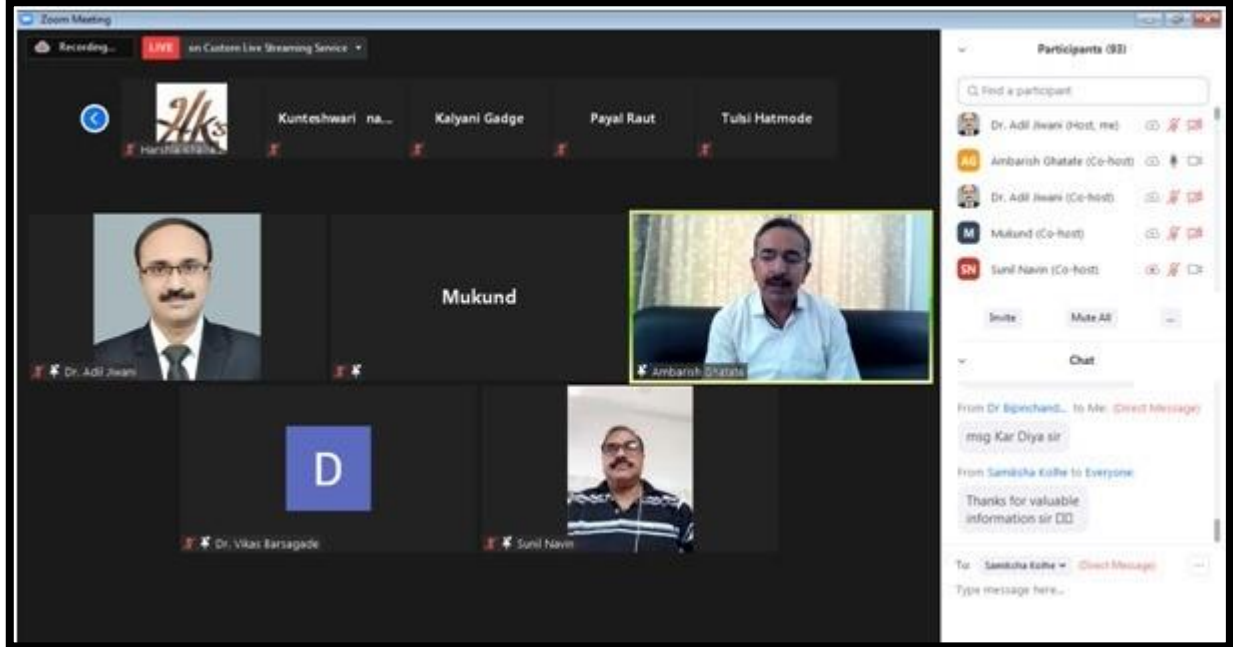 Zoom Meeting
Recording...
LIVE on Custom Live Streaming Service
Hk's
Harshla
Kunteshwari na...
Kalyani Gadge
Payal Raut
Tulsi Hatmode
Dr. Adil Jiwani
Mukund
Ambarish Ghatate
D
Dr. Vikas Barsagade
Sunil Navin
Participants (93)
Find a participant
Dr. Adil Jiwani (Host, me)
AG Ambarish Ghatate (Co-host)
Dr. Adil Jiwani (Co-host)
M Mukund (Co-host)
SN Sunil Navin (Co-host)
Invite Mute All ...
Chat
From Dr Bipinchand... to Me: (Direct Message)
msg Kar Diya sir
From Samiksha Kolhe to Everyone:
Thanks for valuable
information sir
To: Samiksha Kolhe (Direct Message) ...
Type message here...